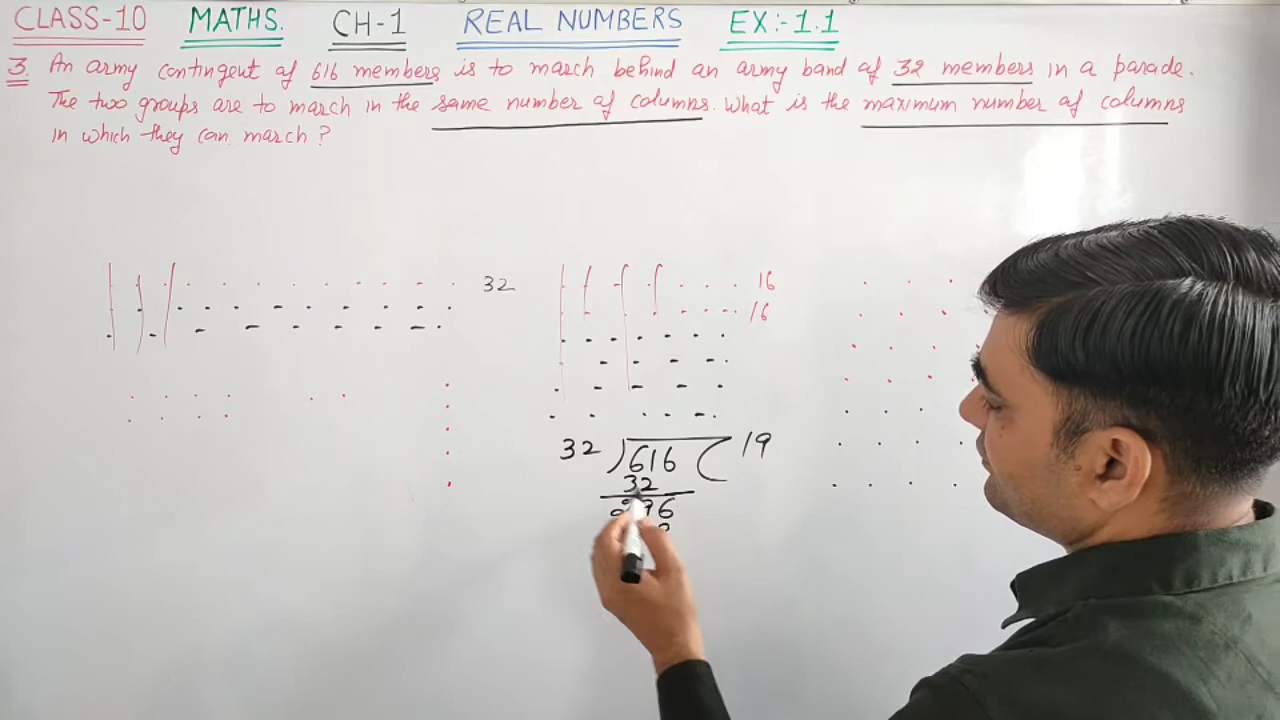 CLASS-10 MATHS. CH-1 REAL NUMBERS EX:-1.1
3. An army contingent of 616 members is to march behind an army band of 32 members in a parade.
The two groups are to march in the same number of columns. What is the maximum number of columns
in which they can march?
32
16
16
32 ) 616 ( 19
32
296
8